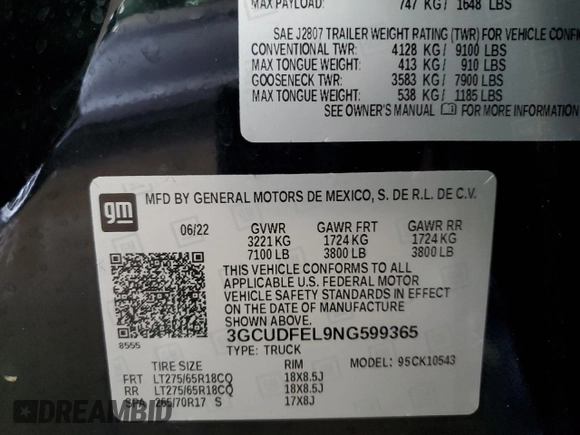 MAX PAYLOAD: 747 KG / 1648 LBS
SAE J2807 TRAILER WEIGHT RATING (TWR) FOR VEHICLE CONFI
CONVENTIONAL TWR: 4128 KG / 9100 LBS
MAX TONGUE WEIGHT: 413 KG / 910 LBS
GOOSENECK TWR: 3583 KG / 7900 LBS
MAX TONGUE WEIGHT: 538 KG / 1185 LBS
SEE OWNER'S MANUAL FOR MORE INFORMATION
gm
MFD BY GENERAL MOTORS DE MEXICO, S. DE R.L. DE C.V.
06/22 GVWR GAWR FRT GAWR RR
3221 KG 1724 KG 1724 KG
7100 LB 3800 LB 3800 LB
THIS VEHICLE CONFORMS TO ALL
APPLICABLE U.S. FEDERAL MOTOR
VEHICLE SAFETY STANDARDS IN EFFECT
ON THE DATE OF MANUFACTURE
SHOWN ABOVE.
8555
3GCUDFEL9NG599365
TYPE: TRUCK MODEL: 95CK10543
TIRE SIZE RIM
FRT LT275/65R18CQ 18X8.5J
RR LT275/65R18CQ 18X8.5J
SPA 265/70R17 S 17X8J
DREAMBID